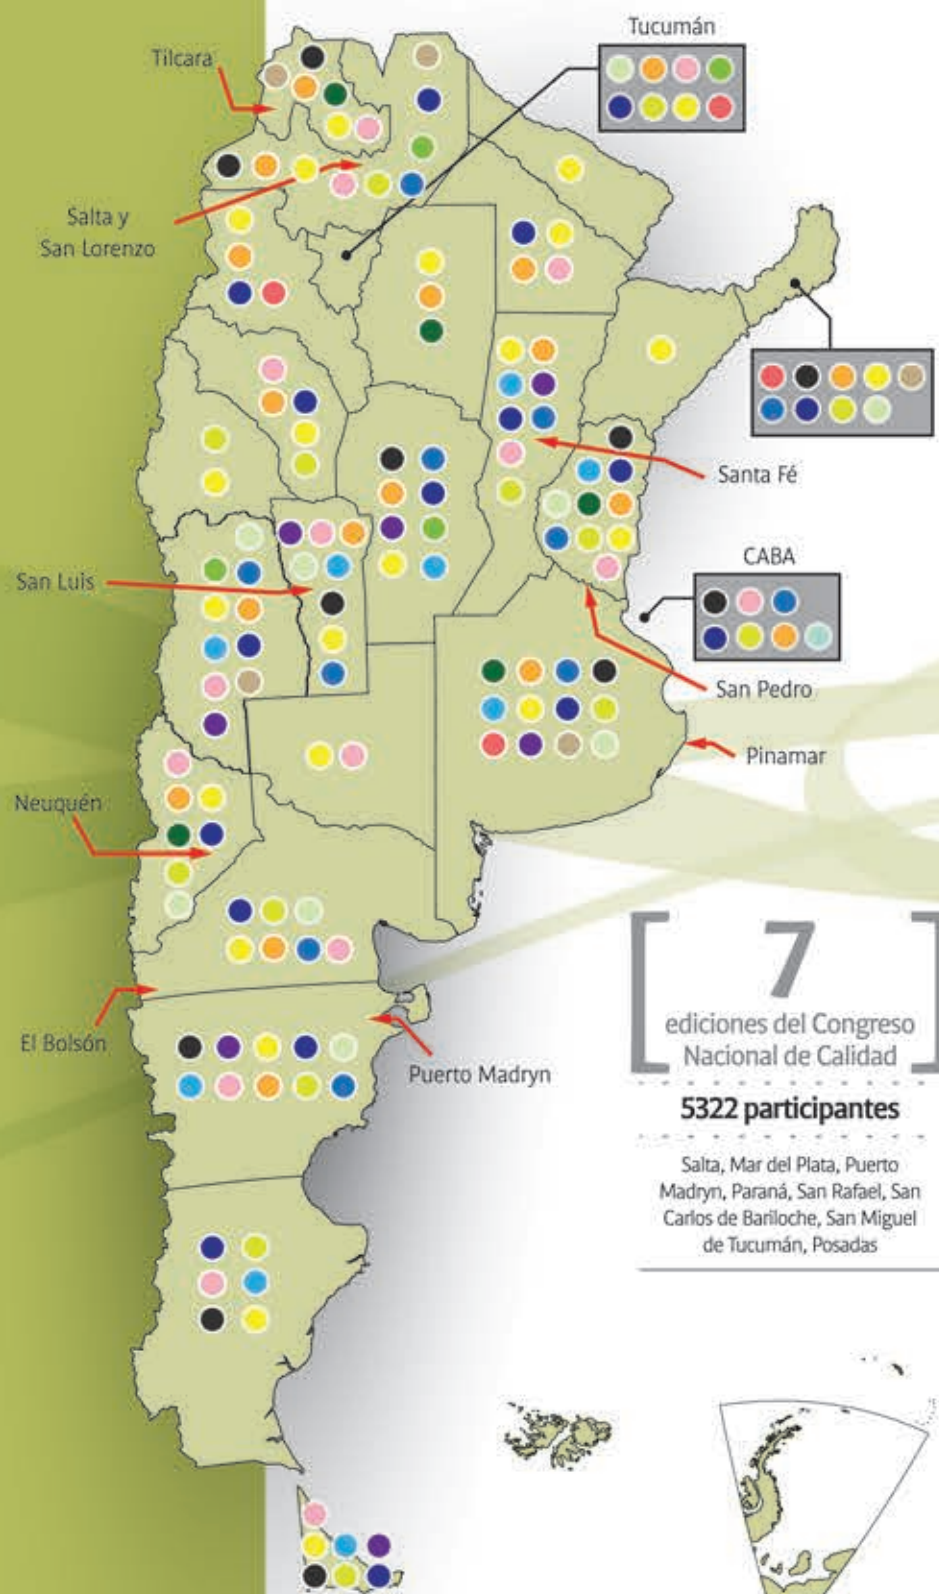 Tucumán
Tilcara
Salta y
San Lorenzo
Santa Fé
CABA
San Luis
San Pedro
Pinamar
Neuquén
El Bolsón
Puerto Madryn
7
ediciones del Congreso
Nacional de Calidad
5322 participantes
Salta, Mar del Plata, Puerto
Madryn, Paraná, San Rafael, San
Carlos de Bariloche, San Miguel
de Tucumán, Posadas